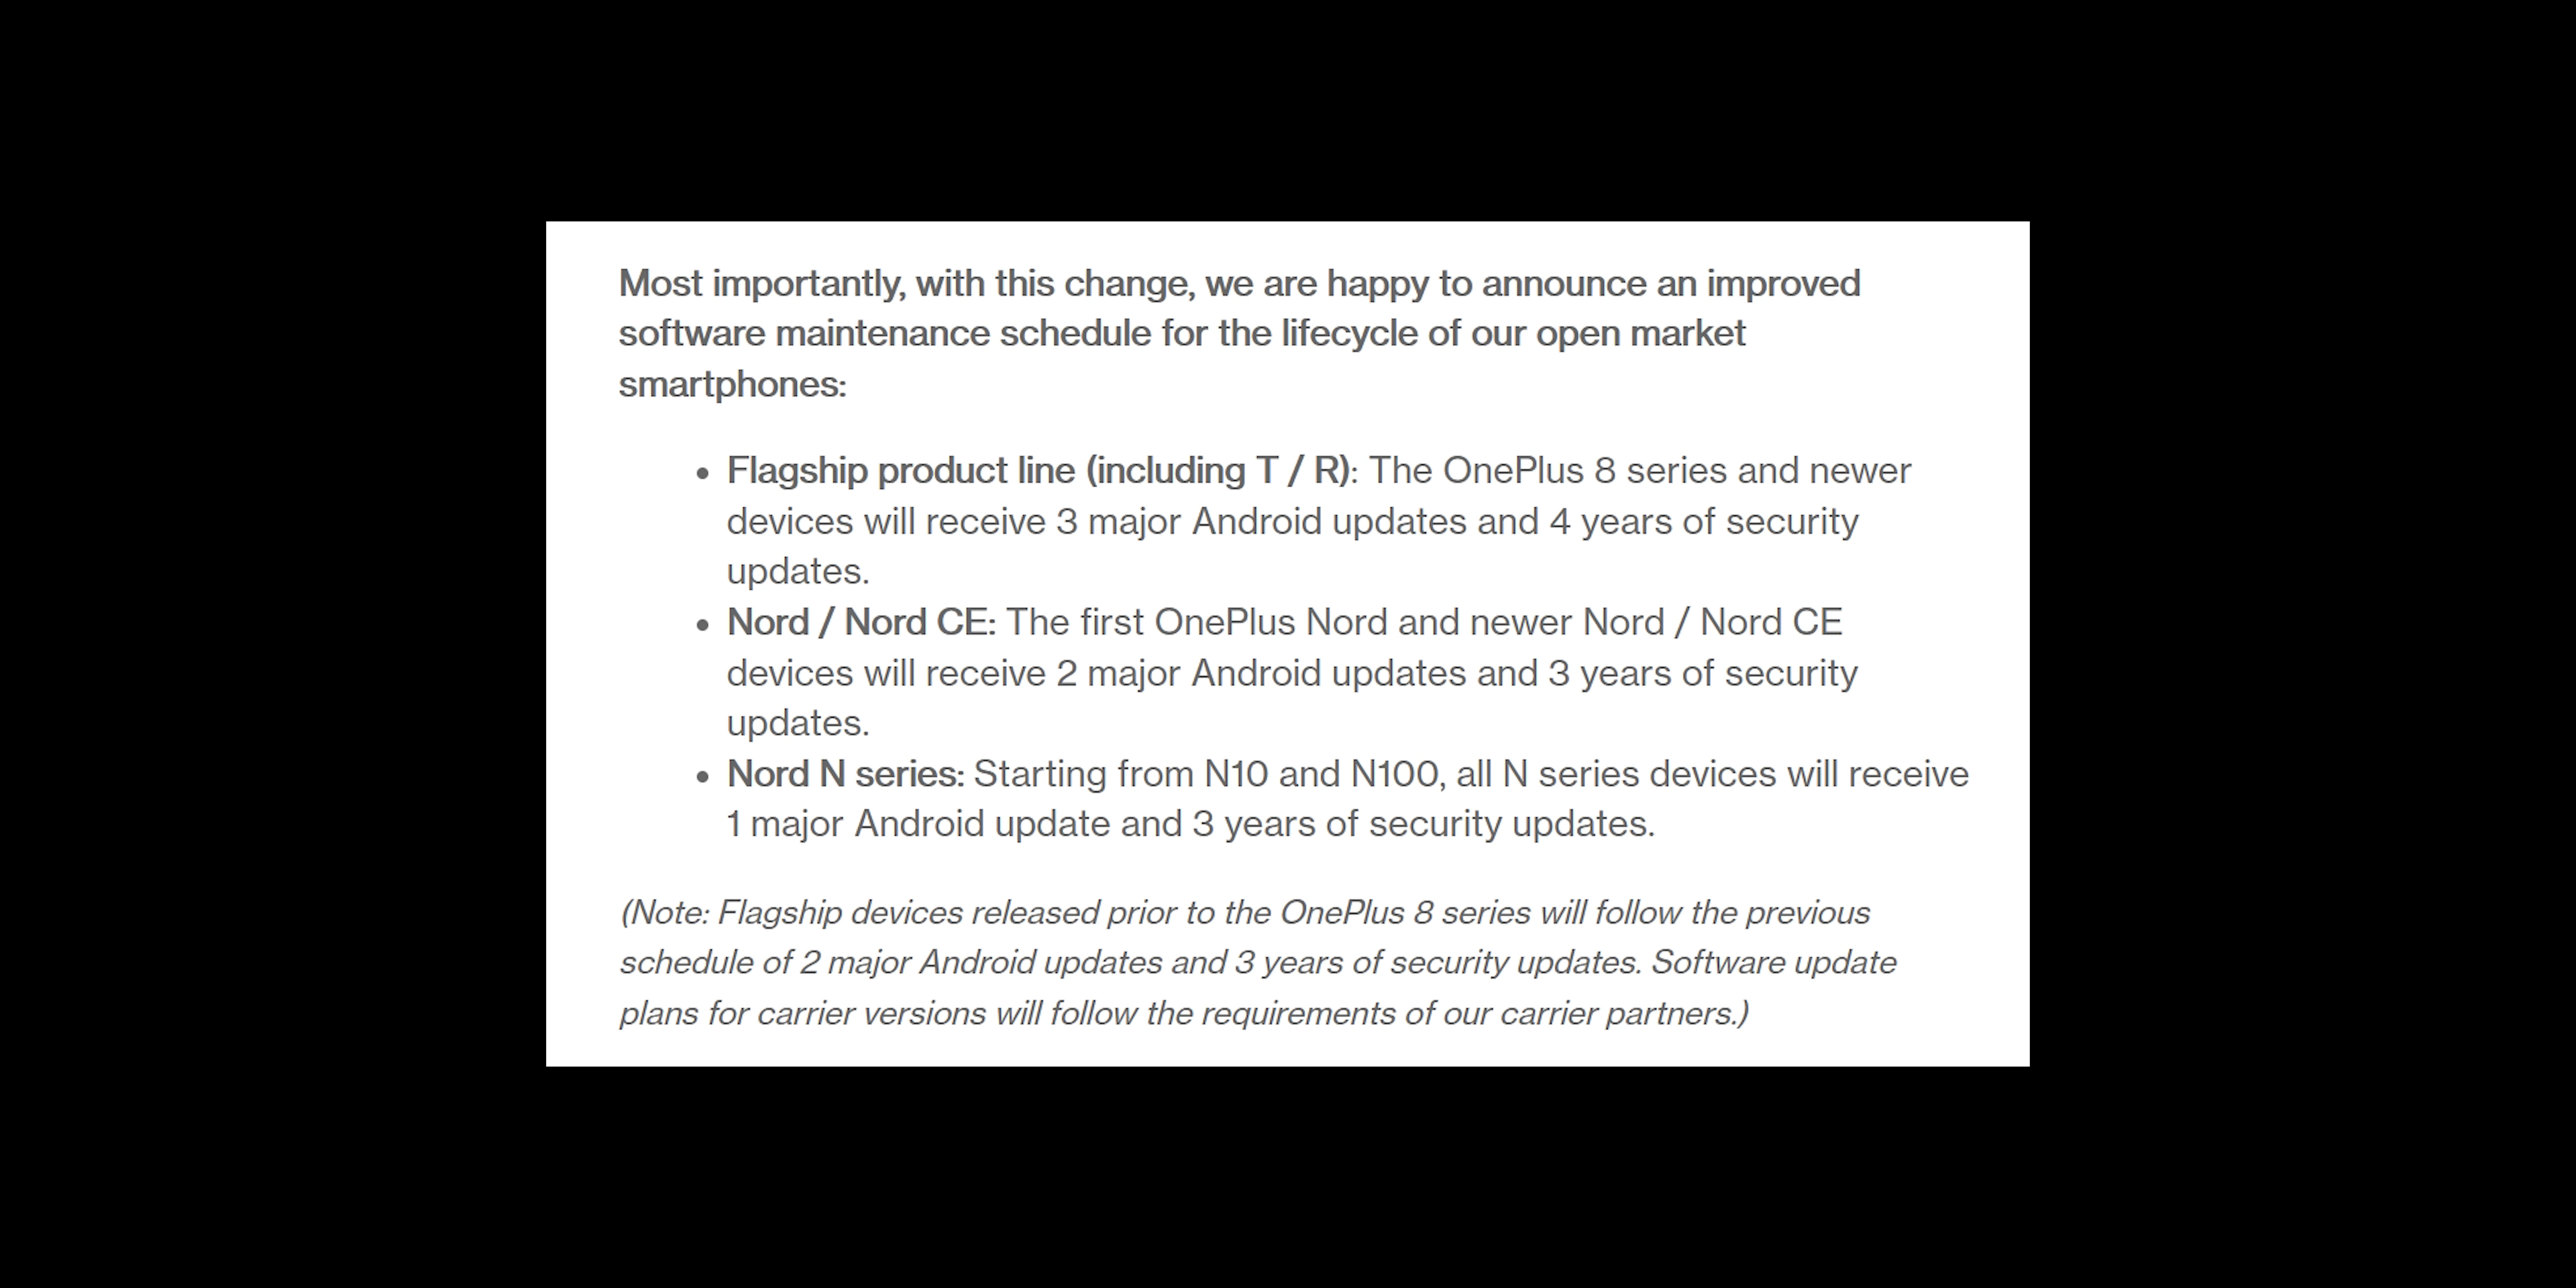 Most importantly, with this change, we are happy to announce an improved
software maintenance schedule for the lifecycle of our open market
smartphones:
• Flagship product line (including T / R): The OnePlus 8 series and newer
devices will receive 3 major Android updates and 4 years of security
updates.
• Nord / Nord CE: The first OnePlus Nord and newer Nord / Nord CE
devices will receive 2 major Android updates and 3 years of security
updates.
• Nord N series: Starting from N10 and N100, all N series devices will receive
1 major Android update and 3 years of security updates.
(Note: Flagship devices released prior to the OnePlus 8 series will follow the previous
schedule of 2 major Android updates and 3 years of security updates. Software update
plans for carrier versions will follow the requirements of our carrier partners.)